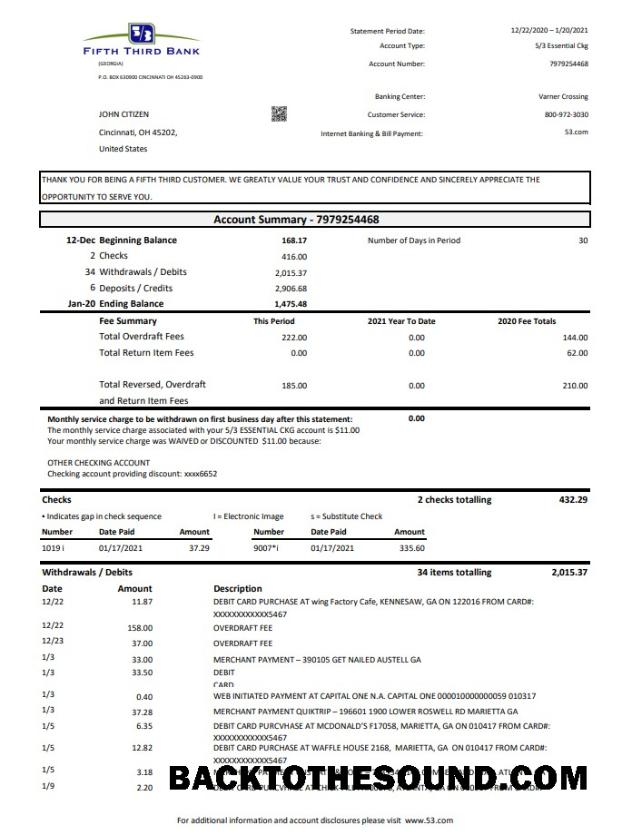 FIFTH THIRD BANK
(GEORGIA)
P.O. BOX 630900 CINCINNATI OH 45263-0900
Statement Period Date: 12/22/2020 – 1/20/2021
Account Type: 5/3 Essential Ckg
Account Number: 7979254468
Banking Center: Varner Crossing
JOHN CITIZEN Customer Service: 800-972-3030
Cincinnati, OH 45202, Internet Banking & Bill Payment: 53.com
United States
THANK YOU FOR BEING A FIFTH THIRD CUSTOMER. WE GREATLY VALUE YOUR TRUST AND CONFIDENCE AND SINCERELY APPRECIATE THE
OPPORTUNITY TO SERVE YOU.
Account Summary - 7979254468
12-Dec Beginning Balance 168.17 Number of Days in Period 30
2 Checks 416.00
34 Withdrawals / Debits 2,015.37
6 Deposits / Credits 2,906.68
Jan-20 Ending Balance 1,475.48
Fee Summary This Period 2021 Year To Date 2020 Fee Totals
Total Overdraft Fees 222.00 0.00 144.00
Total Return Item Fees 0.00 0.00 62.00
Total Reversed, Overdraft 185.00 0.00 210.00
and Return Item Fees
Monthly service charge to be withdrawn on first business day after this statement: 0.00
The monthly service charge associated with your 5/3 ESSENTIAL CKG account is $11.00
Your monthly service charge was WAIVED or DISCOUNTED $11.00 because:
OTHER CHECKING ACCOUNT
Checking account providing discount: xxxx6652
Checks 2 checks totalling 432.29
• Indicates gap in check sequence I = Electronic Image s = Substitute Check
Number Date Paid Amount Number Date Paid Amount
1019 i 01/17/2021 37.29 9007*i 01/17/2021 335.60
Withdrawals / Debits 34 items totalling 2,015.37
Date Amount Description
12/22 11.87 DEBIT CARD PURCHASE AT wing Factory Cafe, KENNESAW, GA ON 122016 FROM CARD#:
XXXXXXXXXXXX5467
12/22 158.00 OVERDRAFT FEE
12/23 37.00 OVERDRAFT FEE
1/3 33.00 MERCHANT PAYMENT – 390105 GET NAILED AUSTELL GA
1/3 33.50 DEBIT
CARD
1/3 0.40 WEB INITIATED PAYMENT AT CAPITAL ONE N.A. CAPITAL ONE 000010000000059 010317
1/3 37.28 MERCHANT PAYMENT QUIKTRIP – 196601 1900 LOWER ROSWELL RD MARIETTA GA
1/5 6.35 DEBIT CARD PURCVHASE AT MCDONALD'S F17058, MARIETTA, GA ON 010417 FROM CARD#:
XXXXXXXXXXXX5467
1/5 12.82 DEBIT CARD PURCHASE AT WAFFLE HOUSE 2168, MARIETTA, GA ON 010417 FROM CARD#:
XXXXXXXXXXXX5467
1/5 3.18
1/9 2.20
BACKTOTHESOUND.COM
For additional information and account disclosures please visit www.53.com